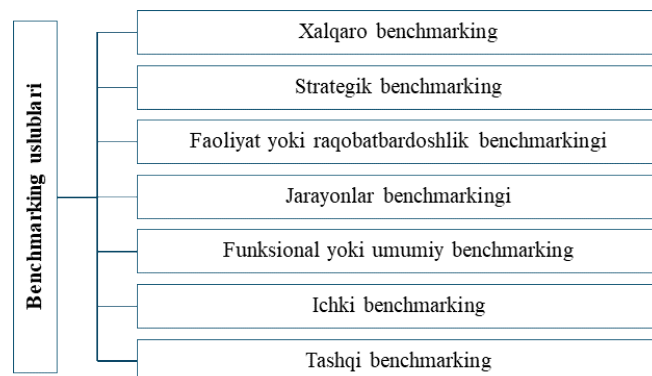 Benchmarking uslublari
Xalqaro benchmarking
Strategik benchmarking
Faoliyat yoki raqobatbardoshlik benchmarkingi
Jarayonlar benchmarkingi
Funksional yoki umumiy benchmarking
Ichki benchmarking
Tashqi benchmarking